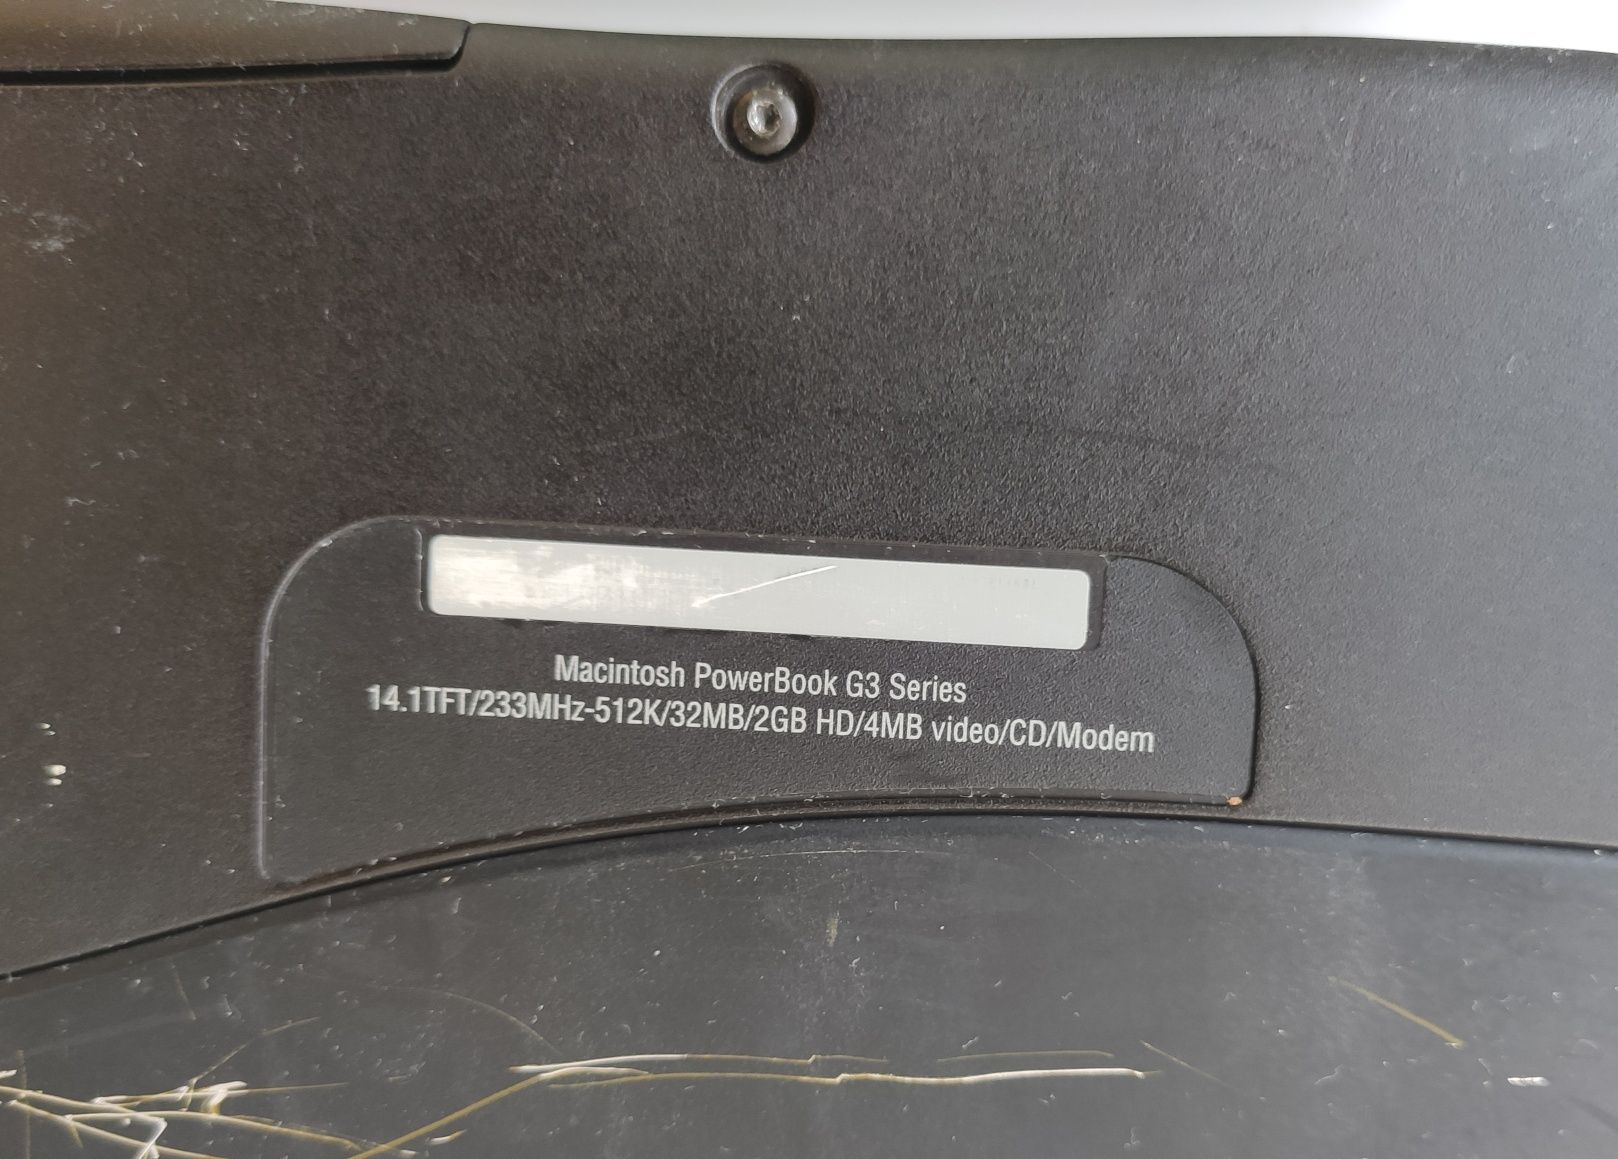 Macintosh PowerBook G3 Series
14.1TFT/233MHz-512K/32MB/2GB HD/4MB video/CD/Modem